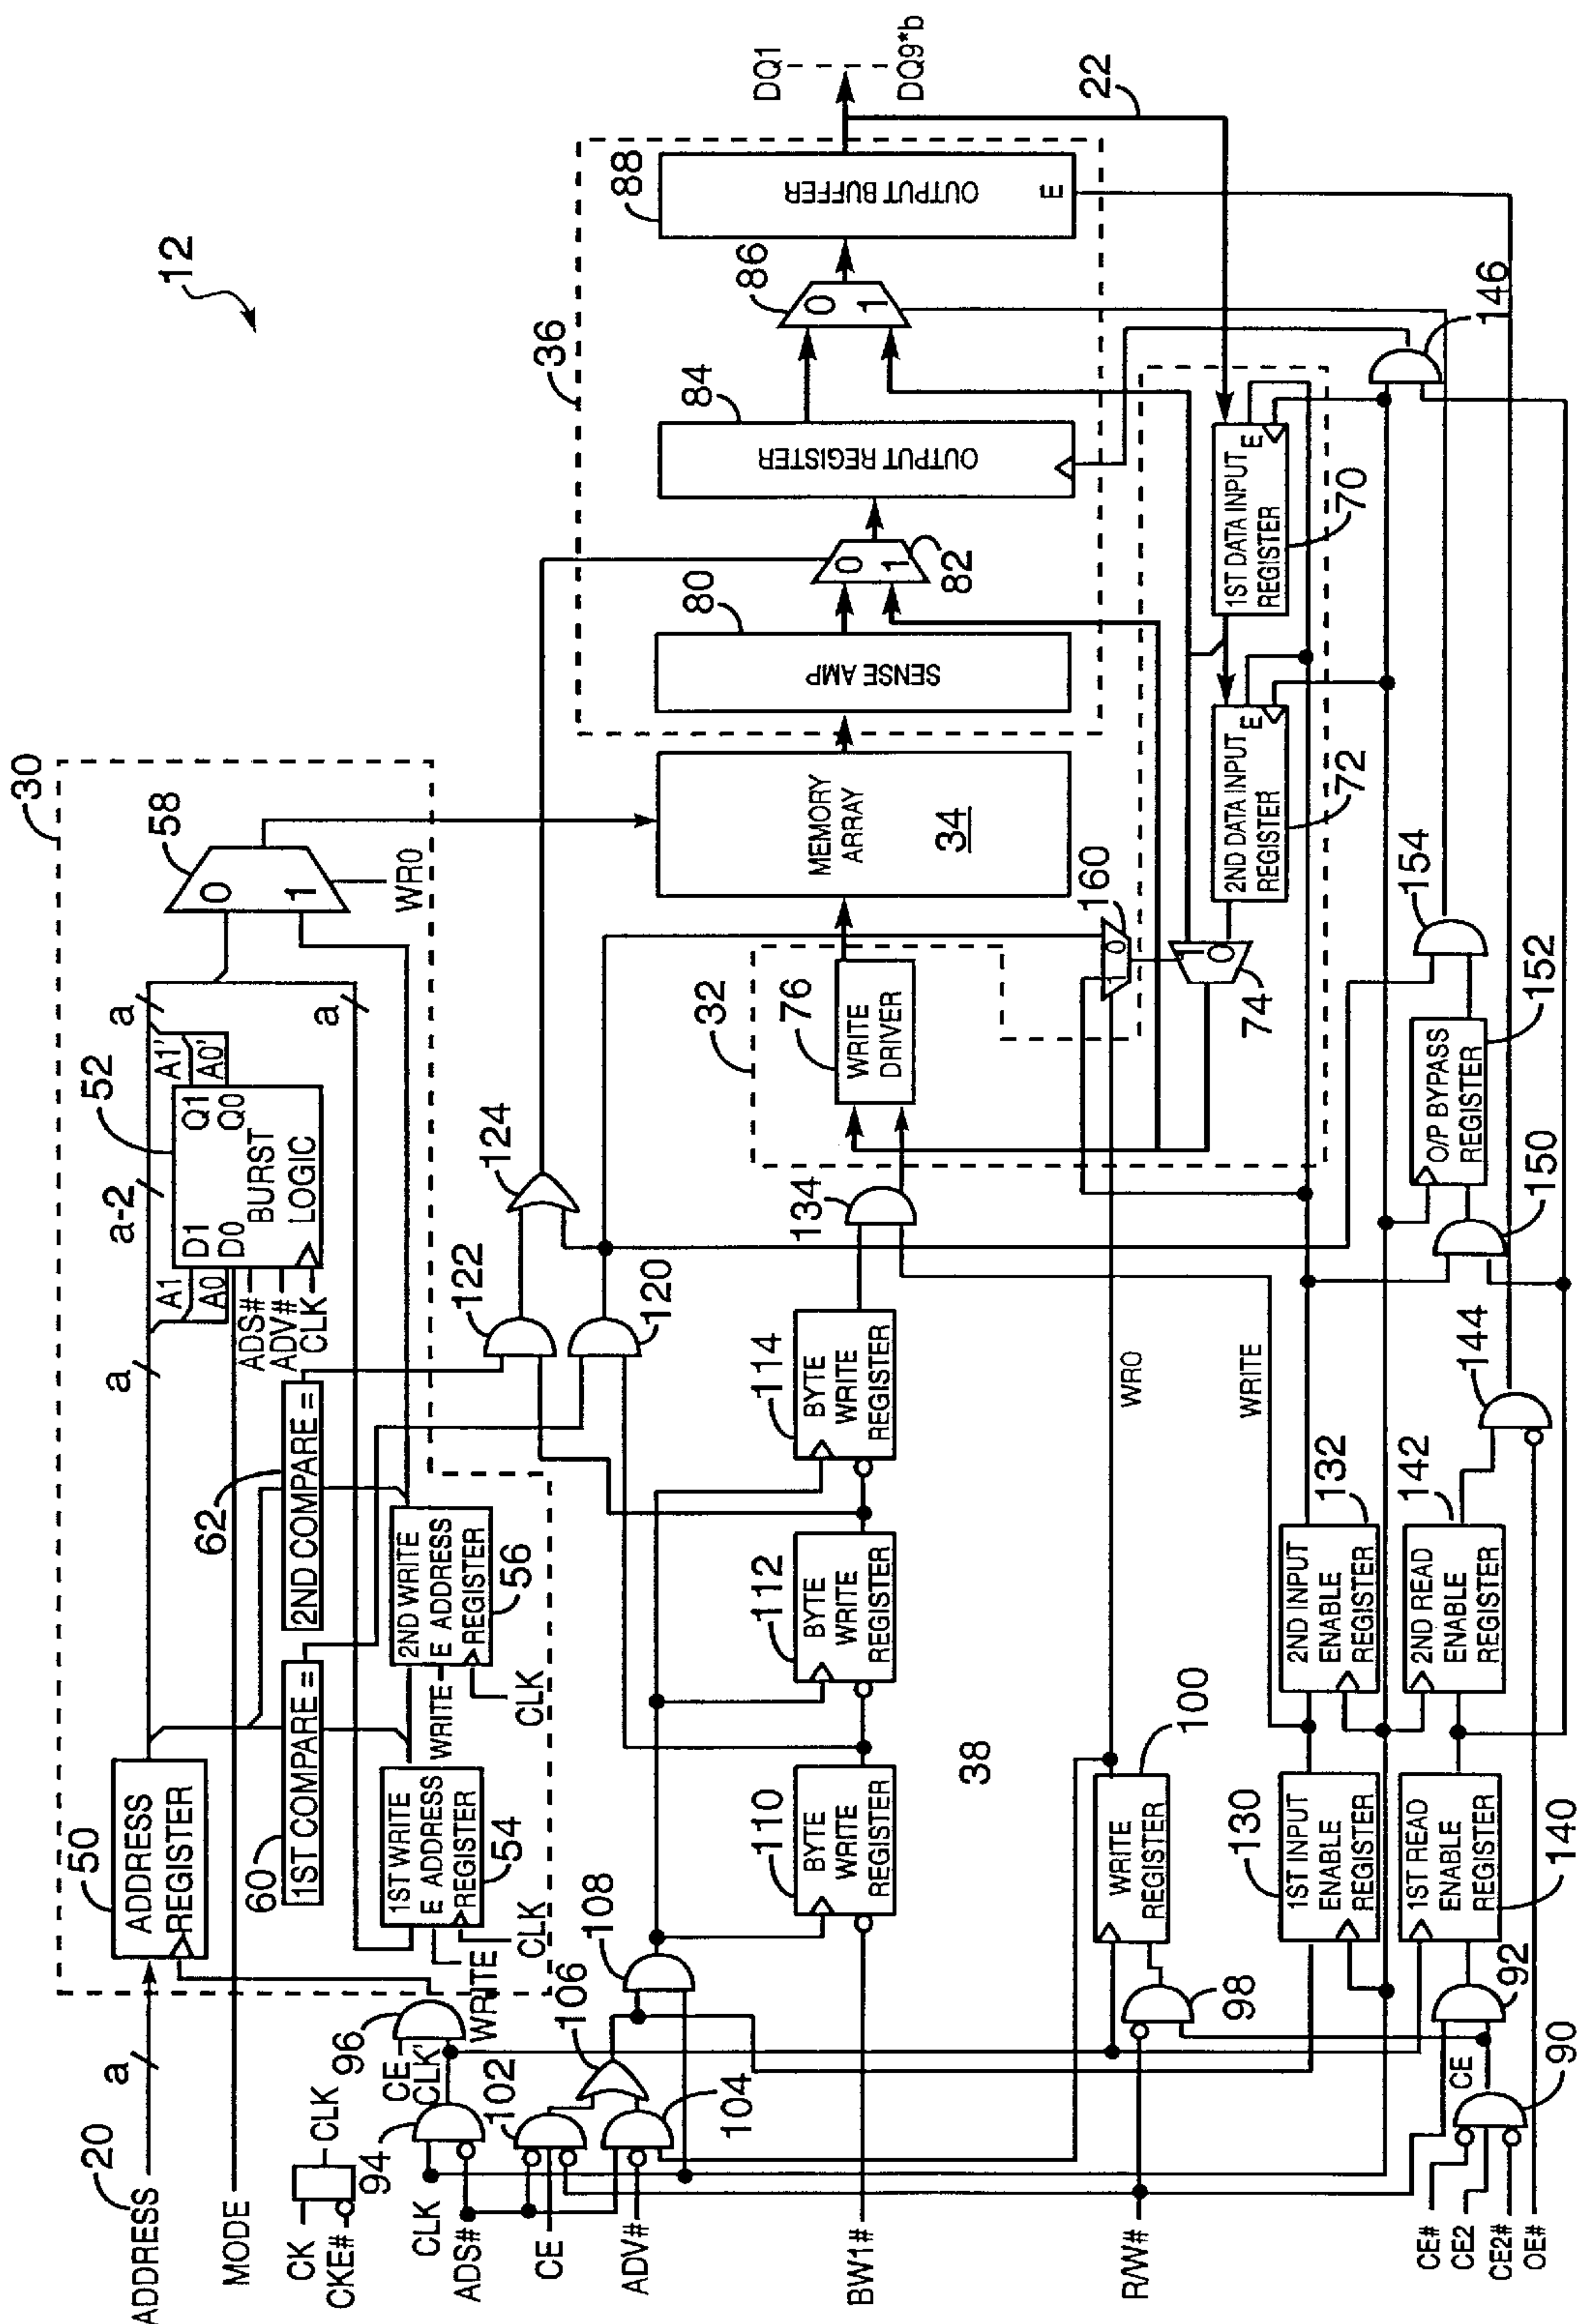 12
30
a
20
ADDRESS
50
ADDRESS
REGISTER
a
a-2
52
A1
A0
D1
D0
Q1
Q0
BURST
LOGIC
A1'
A0'
a
a
ADS#
ADV#
CLK
58
0
1
WR0
MODE
60
1ST COMPARE =
62
2ND COMPARE =
1ST WRITE
E ADDRESS
REGISTER
54
WRITE
CLK
2ND WRITE
E ADDRESS
REGISTER
56
WRITE
CLK
CK
CKE#
CLK
94
CLK
ADS#
96
CE
CLK'
102
CE
104
ADV#
106
108
122
120
124
36
MEMORY
ARRAY
34
80
SENSE AMP
0
1
82
84
OUTPUT REGISTER
86
0
1
88
OUTPUT BUFFER
E
DQ1
DQ9*b
22
BW1#
110
BYTE
WRITE
REGISTER
112
BYTE
WRITE
REGISTER
114
BYTE
WRITE
REGISTER
134
32
76
WRITE
DRIVER
38
160
1
0
1
0
74
2ND DATA INPUT
REGISTER
E
72
1ST DATA INPUT
REGISTER
E
70
R/W#
98
WRITE
REGISTER
100
WRO
WRITE
130
1ST INPUT
ENABLE
REGISTER
2ND INPUT
ENABLE
REGISTER
132
1ST READ
ENABLE
REGISTER
140
2ND READ
ENABLE
REGISTER
142
144
150
O/P BYPASS
REGISTER
152
154
146
CE#
CE2
CE2#
OE#
90
CE
92